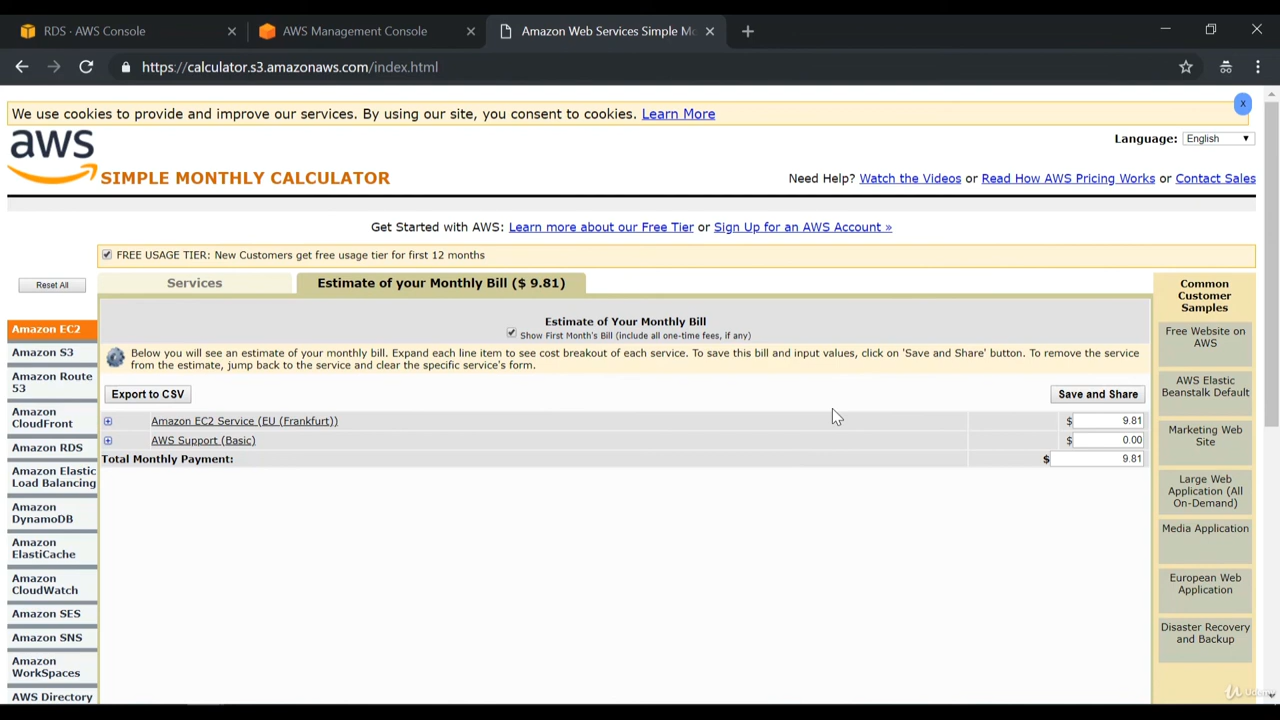 RDS · AWS Console
AWS Management Console
Amazon Web Services Simple Mo
https://calculator.s3.amazonaws.com/index.html
We use cookies to provide and improve our services. By using our site, you consent to cookies. Learn More
X
aws
Language: English
SIMPLE MONTHLY CALCULATOR
Need Help? Watch the Videos or Read How AWS Pricing Works or Contact Sales
Get Started with AWS: Learn more about our Free Tier or Sign Up for an AWS Account »
FREE USAGE TIER: New Customers get free usage tier for first 12 months
Reset All
Services
Estimate of your Monthly Bill ($ 9.81)
Estimate of Your Monthly Bill
Show First Month's Bill (include all one-time fees, if any)
Below you will see an estimate of your monthly bill. Expand each line item to see cost breakout of each service. To save this bill and input values, click on 'Save and Share' button. To remove the service
from the estimate, jump back to the service and clear the specific service's form.
Export to CSV
Save and Share
Amazon EC2 Service (EU (Frankfurt))
$ 9.81
AWS Support (Basic)
$ 0.00
Total Monthly Payment:
$ 9.81
Amazon EC2
Amazon S3
Amazon Route
53
Amazon
CloudFront
Amazon RDS
Amazon Elastic
Load Balancing
Amazon
DynamoDB
Amazon
ElastiCache
Amazon
CloudWatch
Amazon SES
Amazon SNS
Amazon
WorkSpaces
AWS Directory
Common
Customer
Samples
Free Website on
AWS
AWS Elastic
Beanstalk Default
Marketing Web
Site
Large Web
Application (All
On-Demand)
Media Application
European Web
Application
Disaster Recovery
and Backup
Udemy